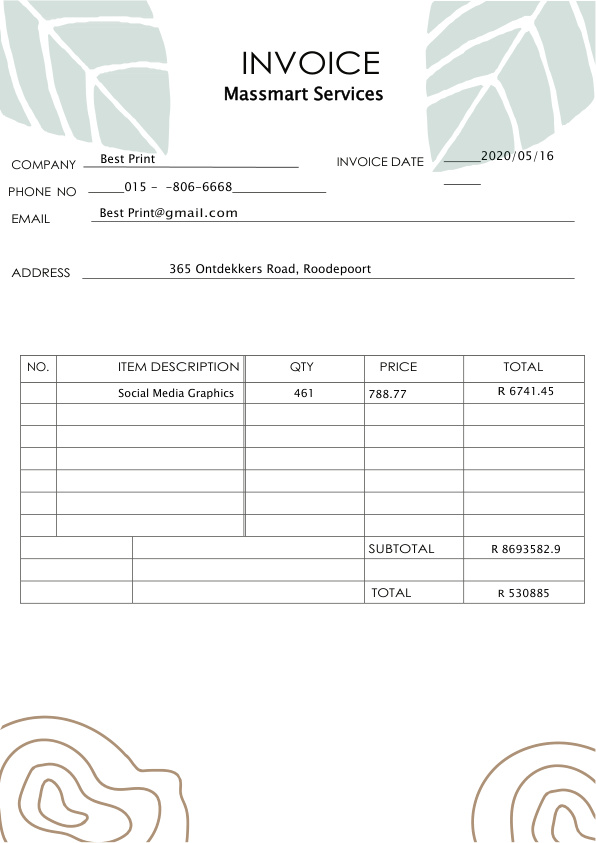 INVOICE
Massmart Services
COMPANY Best Print INVOICE DATE 2020/05/16
PHONE NO 015 - -806-6668
EMAIL Best Print@gmail.com
ADDRESS 365 Ontdekkers Road, Roodepoort
NO. ITEM DESCRIPTION QTY PRICE TOTAL
Social Media Graphics 461 788.77 R 6741.45
SUBTOTAL R 8693582.9
TOTAL R 530885